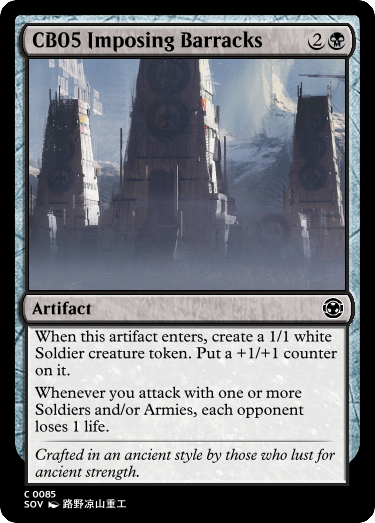 CB05 Imposing Barracks 2
Artifact
When this artifact enters, create a 1/1 white
Soldier creature token. Put a +1/+1 counter
on it.
Whenever you attack with one or more
Soldiers and/or Armies, each opponent
loses 1 life.
Crafted in an ancient style by those who lust for
ancient strength.
C 0085
SOV 路野凉山重工